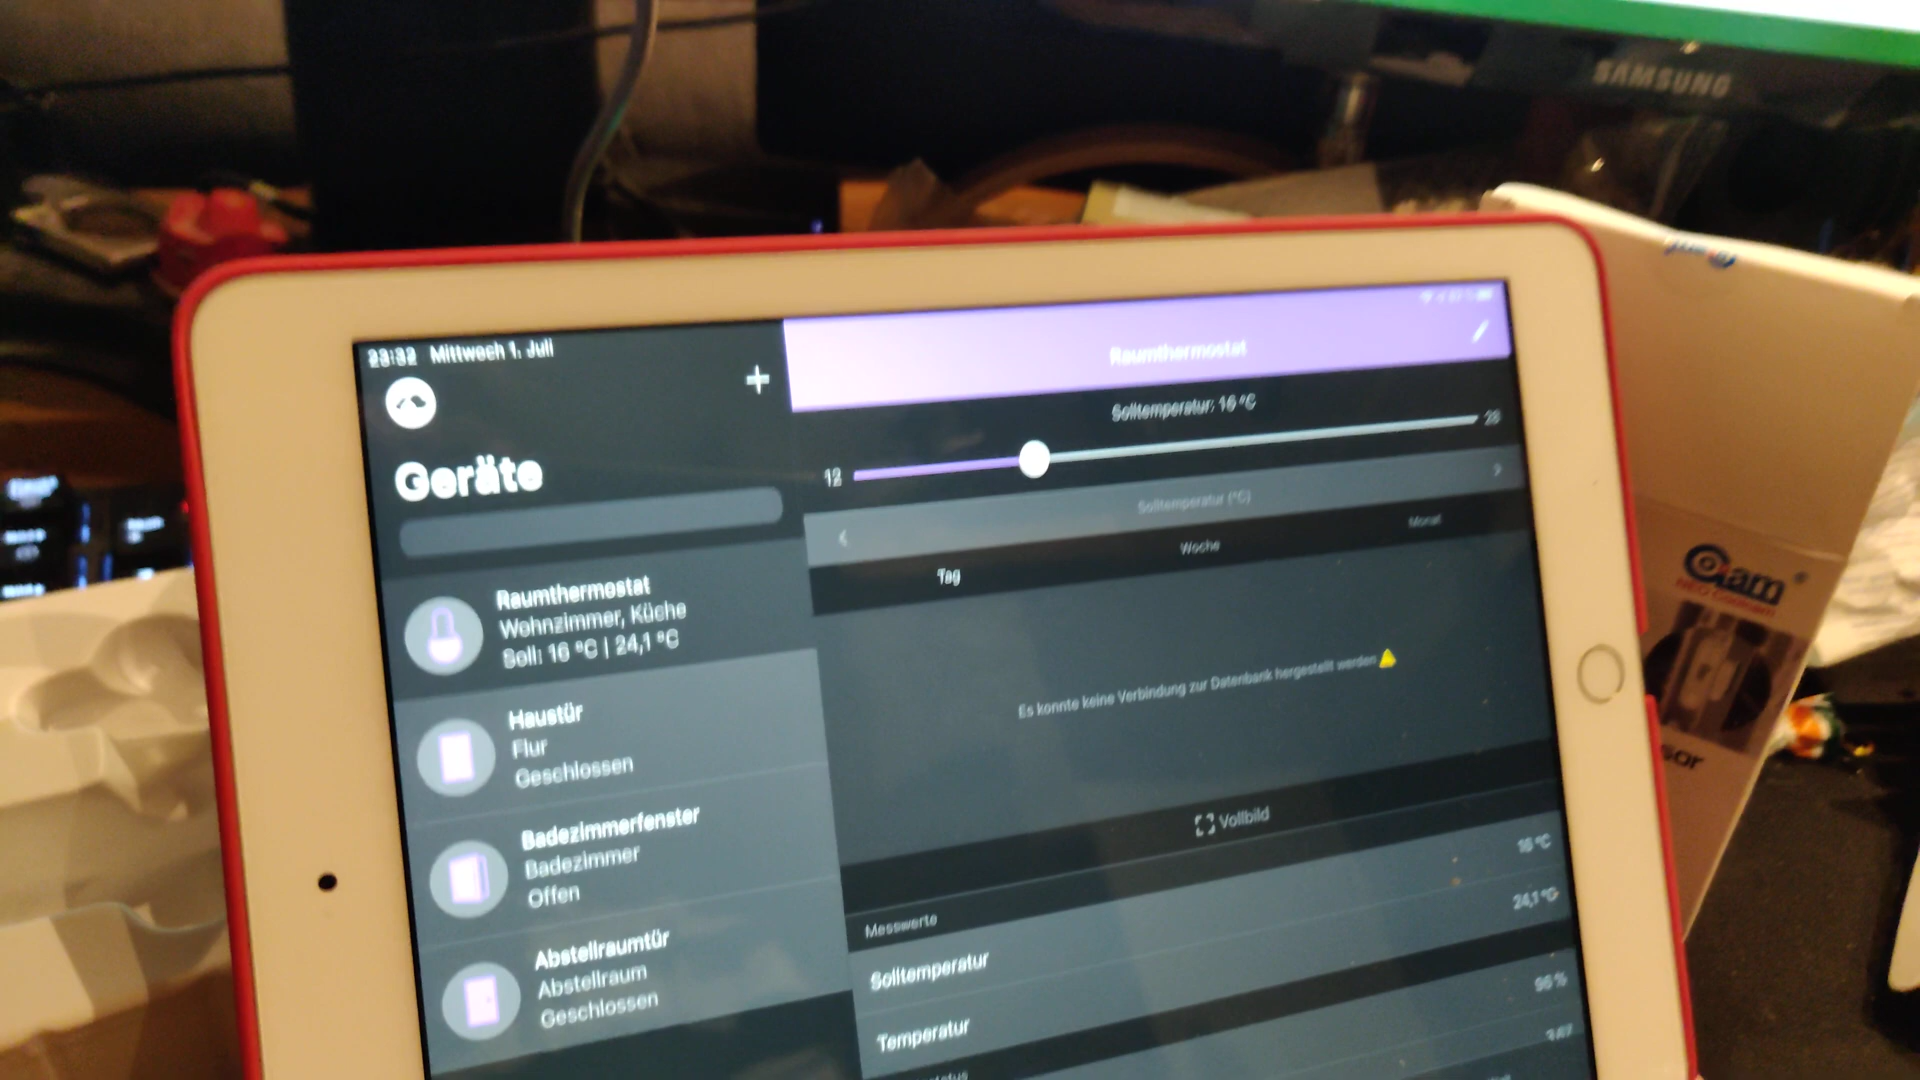 SAMSUNG
23:32 Mittwoch 1. Juli
Raumthermostat
Geräte
Solltemperatur: 16 °C
12
28
Solltemperatur (°C)
Tag
Woche
Monat
Raumthermostat
Wohnzimmer, Küche
Soll: 16 °C | 24,1 °C
Haustür
Flur
Geschlossen
Badezimmerfenster
Badezimmer
Offen
Abstellraumtür
Abstellraum
Geschlossen
Es konnte keine Verbindung zur Datenbank hergestellt werden
Vollbild
Messwerte
Solltemperatur
16 °C
Temperatur
24,1 °C
96 %
NEO Coolcam